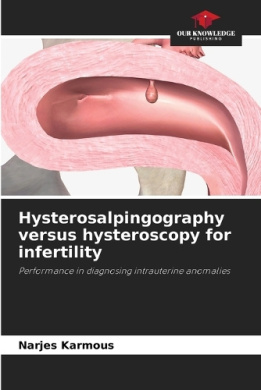 OUR KNOWLEDGE
PUBLISHING
Hysterosalpingography
versus hysteroscopy for
infertility
Performance in diagnosing intrauterine anomalies
Narjes Karmous